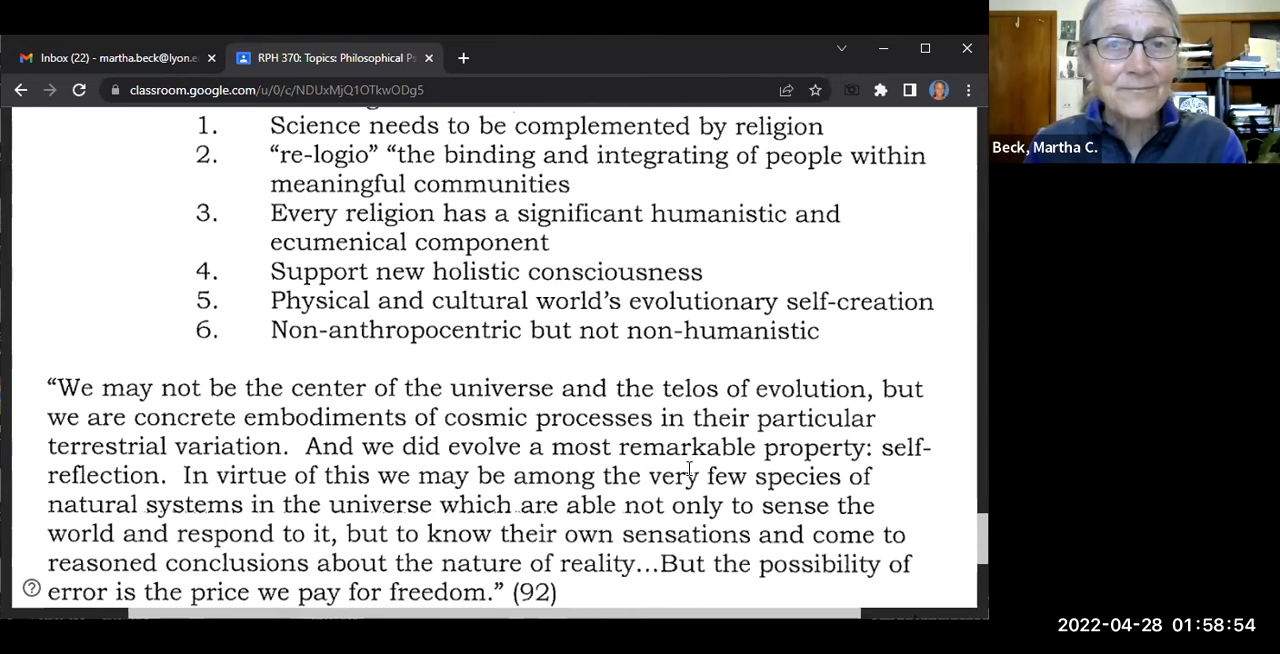 Inbox (22) - martha.beck@lyon.e
RPH 370: Topics: Philosophical Ps
classroom.google.com/u/0/c/NDUxMjQ1OTkwODg5
1. Science needs to be complemented by religion
2. “re-logio” “the binding and integrating of people within
meaningful communities
3. Every religion has a significant humanistic and
ecumenical component
4. Support new holistic consciousness
5. Physical and cultural world’s evolutionary self-creation
6. Non-anthropocentric but not non-humanistic
“We may not be the center of the universe and the telos of evolution, but
we are concrete embodiments of cosmic processes in their particular
terrestrial variation. And we did evolve a most remarkable property: self-
reflection. In virtue of this we may be among the very few species of
natural systems in the universe which are able not only to sense the
world and respond to it, but to know their own sensations and come to
reasoned conclusions about the nature of reality...But the possibility of
error is the price we pay for freedom.” (92)
Beck, Martha C.
2022-04-28 01:58:54